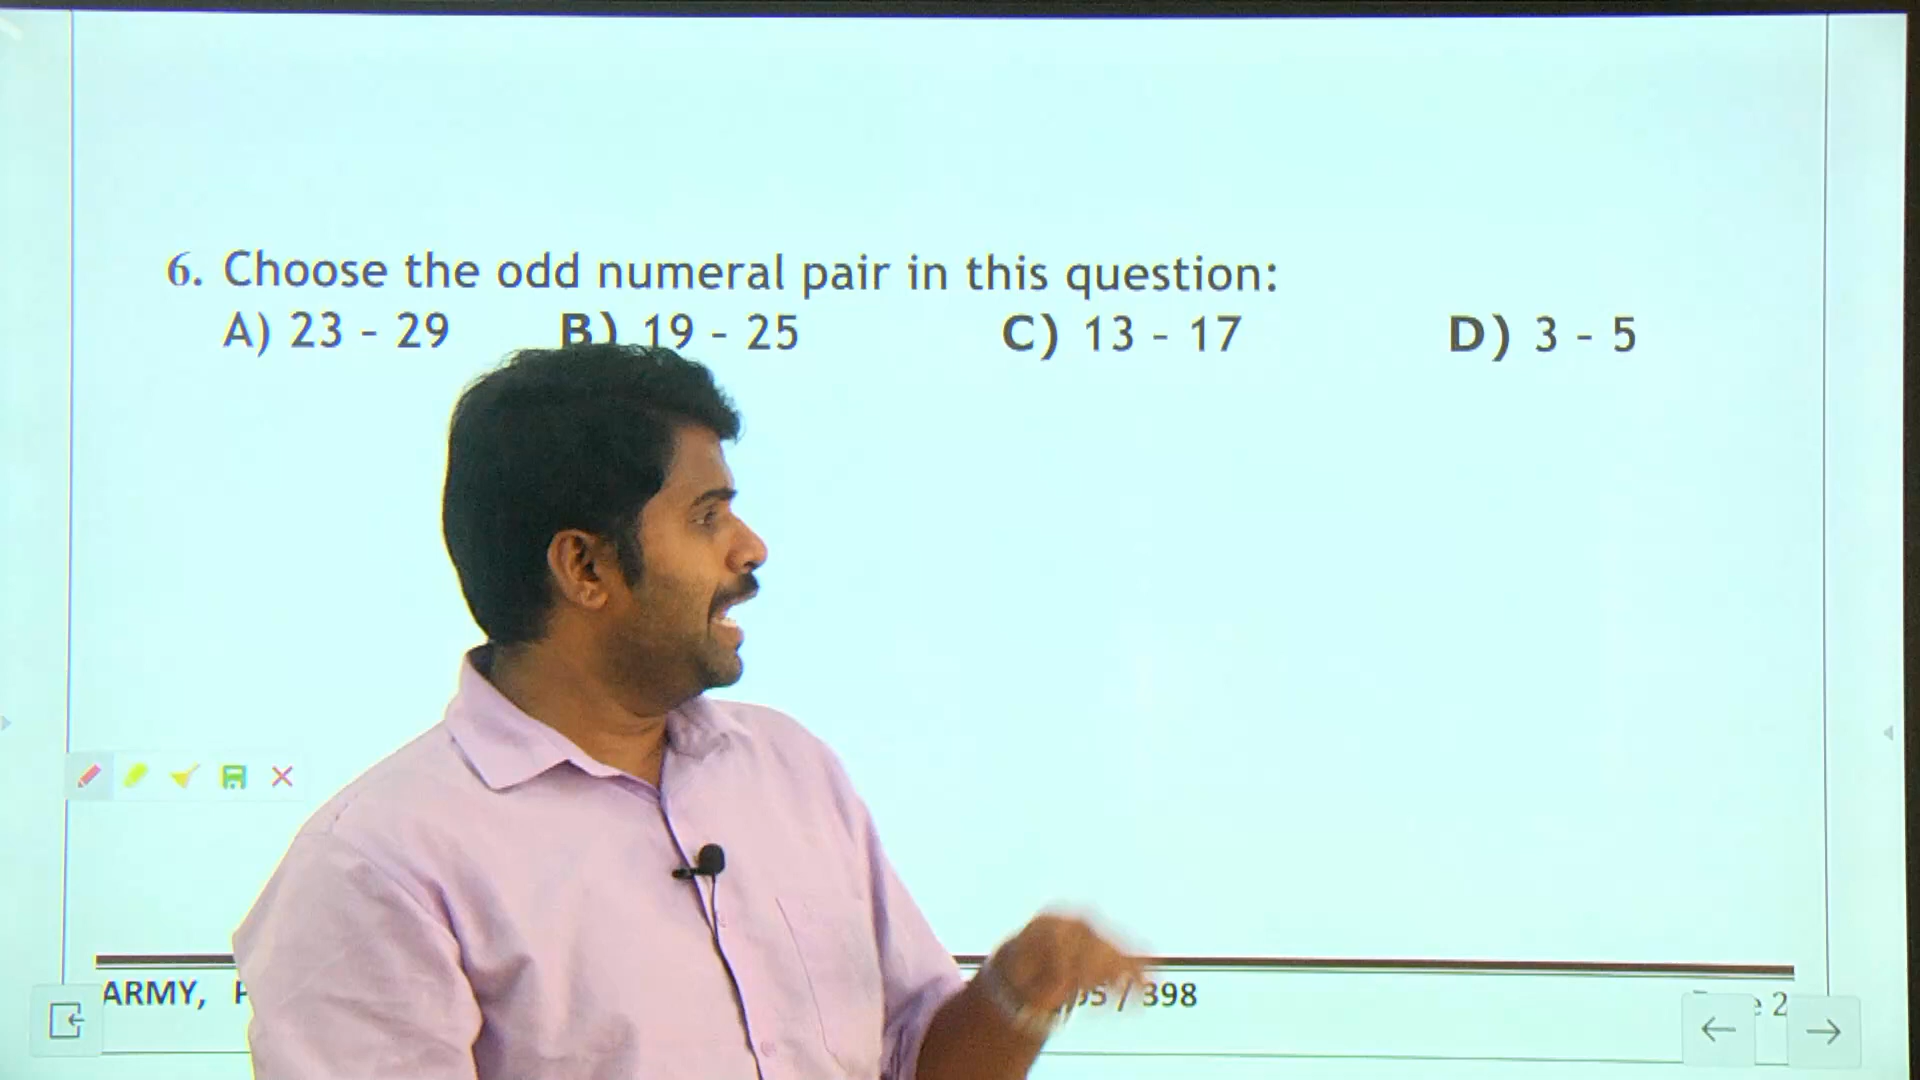 6. Choose the odd numeral pair in this question:
A) 23 - 29 B) 19 - 25 C) 13 - 17 D) 3 - 5
ARMY, 398 2